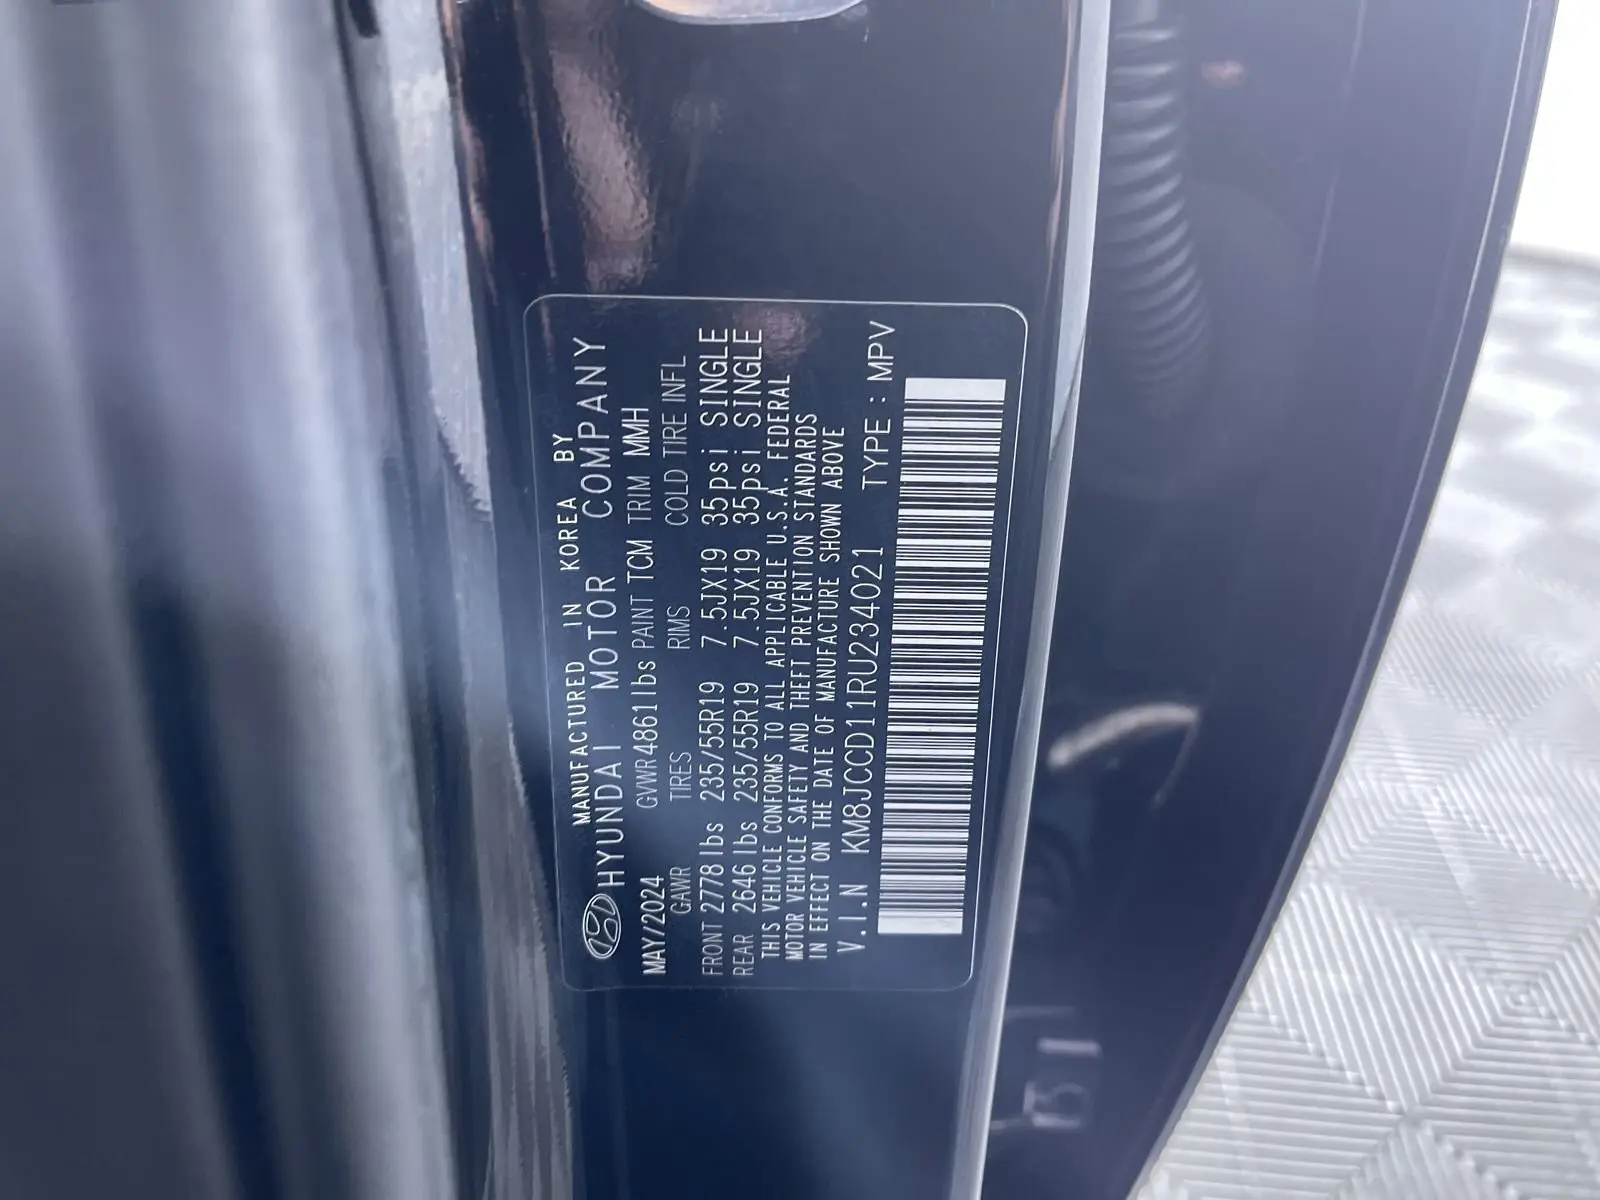 MANUFACTURED IN KOREA BY
HYUNDAI MOTOR COMPANY
MAY/2024 GVWR4861lbs PAINT TCM TRIM MMH
GAWR TIRES RIMS COLD TIRE INFL
FRONT 2778lbs 235/55R19 7.5JX19 35psi SINGLE
REAR 2646lbs 235/55R19 7.5JX19 35psi SINGLE
THIS VEHICLE CONFORMS TO ALL APPLICABLE U.S.A. FEDERAL
MOTOR VEHICLE SAFETY AND THEFT PREVENTION STANDARDS
IN EFFECT ON THE DATE OF MANUFACTURE SHOWN ABOVE
V.I.N KM8JCCD11RU234021 TYPE : MPV